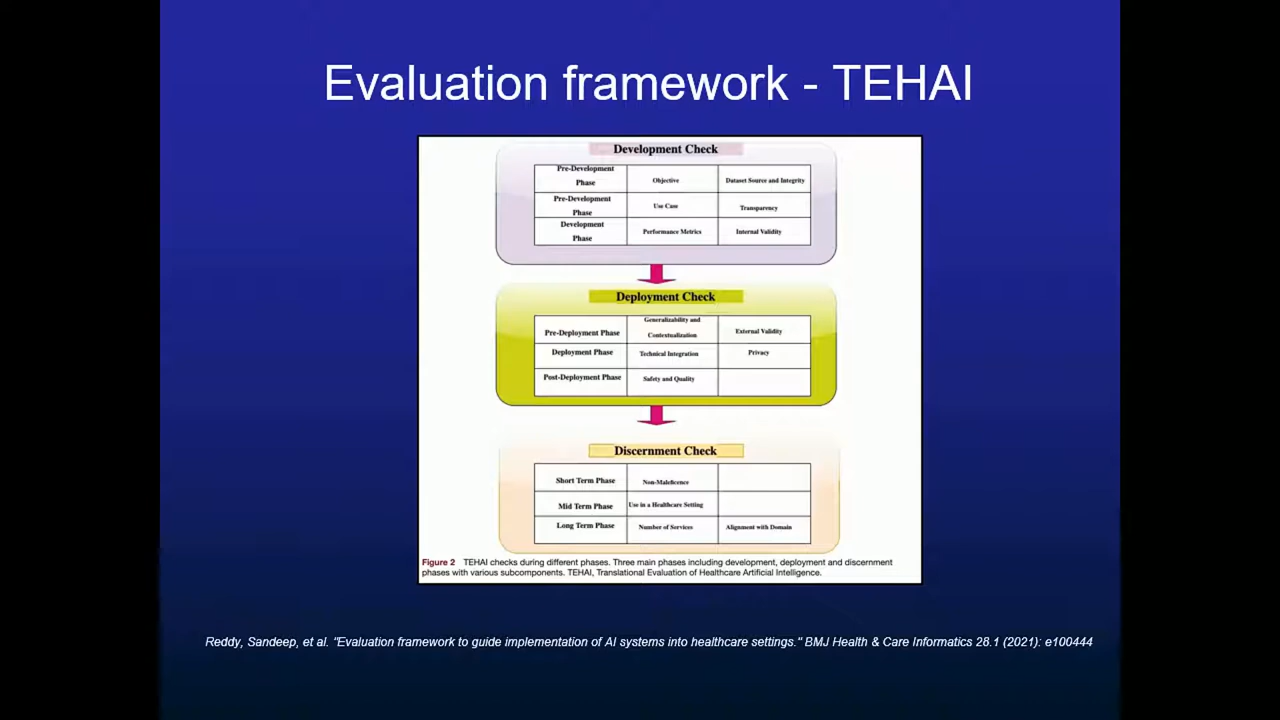 Evaluation framework - TEHAI
Development Check
Pre-Development
Phase
Objective
Dataset Source and Integrity
Pre-Development
Phase
Use Case
Transparency
Development
Phase
Performance Metrics
Internal Validity
Deployment Check
Pre-Deployment Phase
Generalizability and
Contextualization
External Validity
Deployment Phase
Technical Integration
Privacy
Post-Deployment Phase
Safety and Quality
Discernment Check
Short Term Phase
Non-Maleficence
Mid Term Phase
Use in a Healthcare Setting
Long Term Phase
Number of Services
Alignment with Domain
Figure 2 TEHAI checks during different phases. Three main phases including development, deployment and discernment
phases with various subcomponents. TEHAI, Translational Evaluation of Healthcare Artificial Intelligence.
Reddy, Sandeep, et al. "Evaluation framework to guide implementation of AI systems into healthcare settings." BMJ Health & Care Informatics 28.1 (2021): e100444